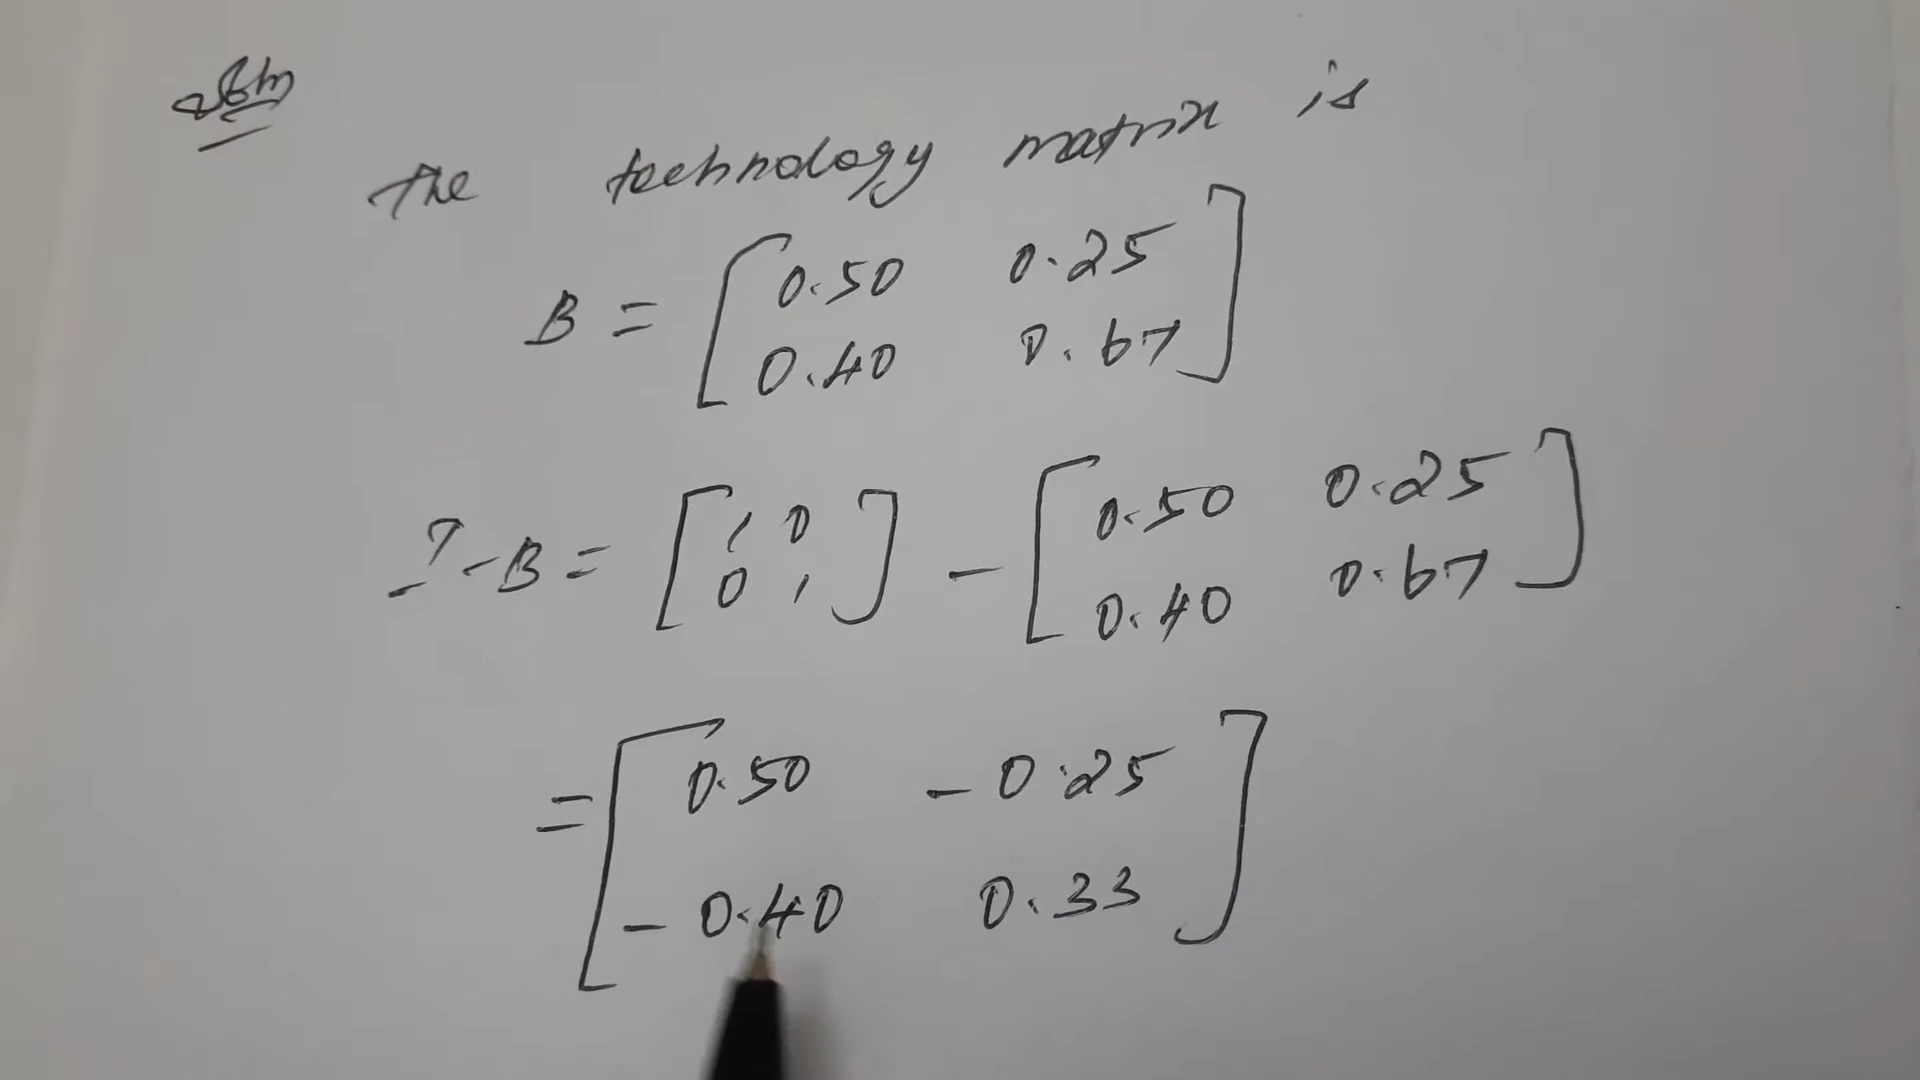 Soln
The technology matrix is
B = [ 0.50 0.25
0.40 0.67 ]
I - B = [ 1 0
0 1 ] - [ 0.50 0.25
0.40 0.67 ]
= [ 0.50 - 0.25
- 0.40 0.33 ]